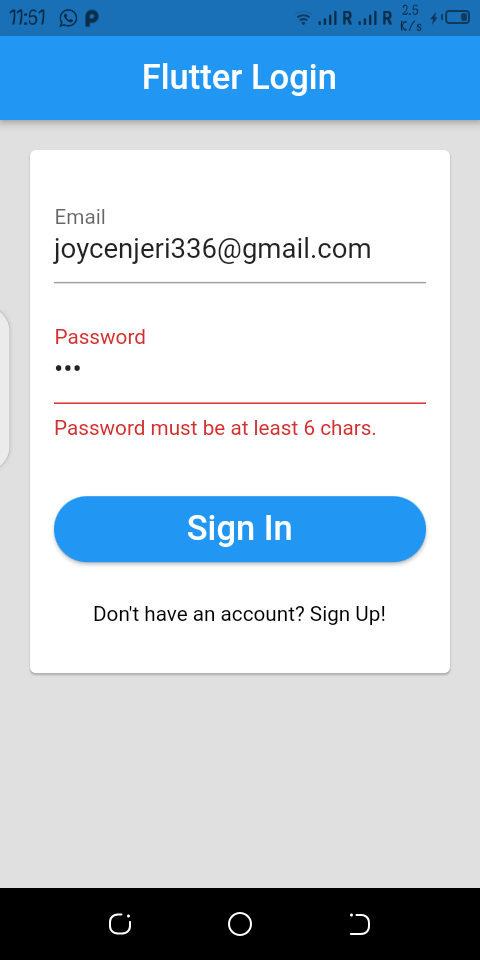 11:51 R R 2.5 K/s
Flutter Login
Email
joycenjeri336@gmail.com
Password
•••
Password must be at least 6 chars.
Sign In
Don't have an account? Sign Up!